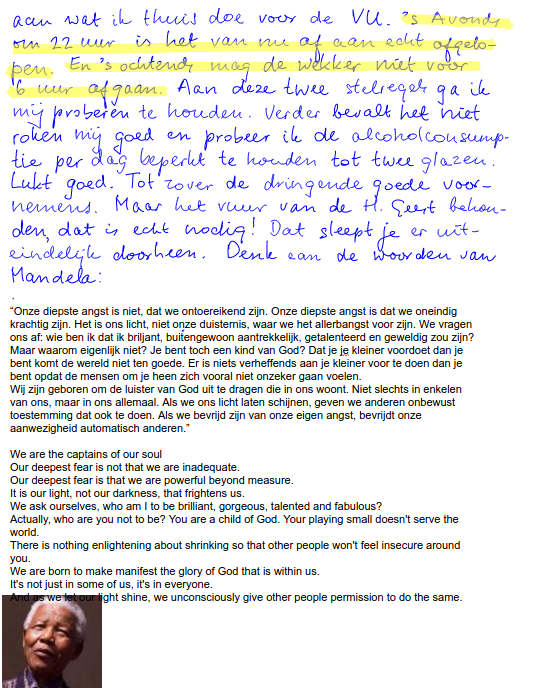 aan wat ik thuis doe voor de VU. 's Avonds
om 22 uur is het van nu af aan echt afgelo-
pen. En 's ochtends mag de wekker niet voor
6 uur afgaan. Aan deze twee stelregels ga ik
mij proberen te houden. Verder bevalt het niet
roken mij goed en probeer ik de alcoholconsump-
tie per dag beperkt te houden tot twee glazen.
Lukt goed. Tot zover de dringende goede voor-
nemens. Maar het vuur van de H. Geert behou-
den, dat is echt nodig! Dat sleept je er uit-
eindelijk doorheen. Denk aan de woorden van
Mandela:
“Onze diepste angst is niet, dat we ontoereikend zijn. Onze diepste angst is dat we oneindig
krachtig zijn. Het is ons licht, niet onze duisternis, waar we het allerbangst voor zijn. We vragen
ons af: wie ben ik dat ik briljant, buitengewoon aantrekkelijk, getalenteerd en geweldig zou zijn?
Maar waarom eigenlijk niet? Je bent toch een kind van God? Dat je je kleiner voordoet dan je
bent komt de wereld niet ten goede. Er is niets verheffends aan je kleiner voor te doen dan je
bent opdat de mensen om je heen zich vooral niet onzeker gaan voelen.
Wij zijn geboren om de luister van God uit te dragen die in ons woont. Niet slechts in enkelen
van ons, maar in ons allemaal. Als we ons licht laten schijnen, geven we anderen onbewust
toestemming dat ook te doen. Als we bevrijd zijn van onze eigen angst, bevrijdt onze
aanwezigheid automatisch anderen.”
We are the captains of our soul
Our deepest fear is not that we are inadequate.
Our deepest fear is that we are powerful beyond measure.
It is our light, not our darkness, that frightens us.
We ask ourselves, who am I to be brilliant, gorgeous, talented and fabulous?
Actually, who are you not to be? You are a child of God. Your playing small doesn't serve the
world.
There is nothing enlightening about shrinking so that other people won't feel insecure around
you.
We are born to make manifest the glory of God that is within us.
It's not just in some of us, it's in everyone.
And as we let our light shine, we unconsciously give other people permission to do the same.